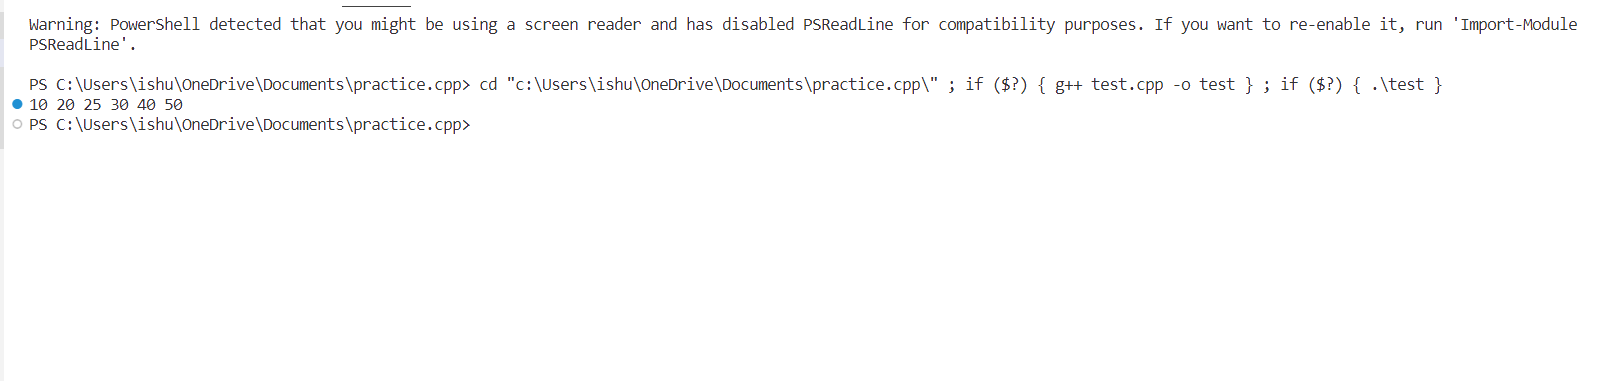 Warning: PowerShell detected that you might be using a screen reader and has disabled PSReadLine for compatibility purposes. If you want to re-enable it, run 'Import-Module
PSReadLine'.
PS C:\Users\ishu\OneDrive\Documents\practice.cpp> cd "c:\Users\ishu\OneDrive\Documents\practice.cpp\" ; if ($?) { g++ test.cpp -o test } ; if ($?) { .\test }
10 20 25 30 40 50
PS C:\Users\ishu\OneDrive\Documents\practice.cpp>